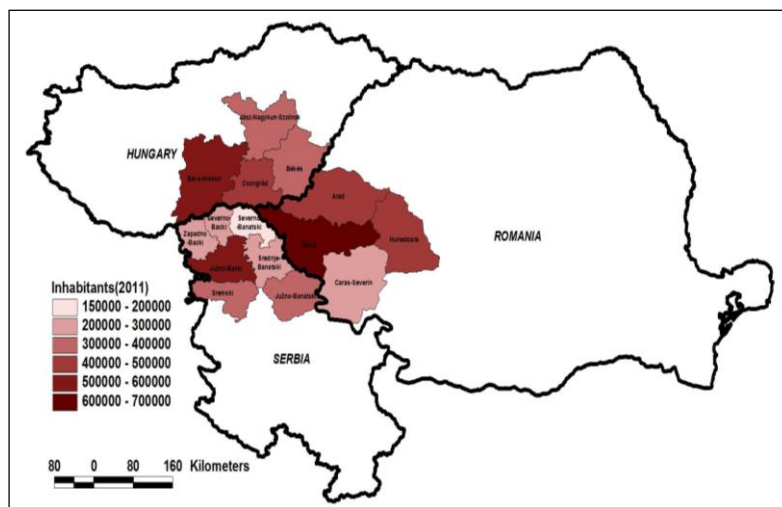 HUNGARY
Jász-Nagykun-Szolnok
Békés
Bács-Kiskun
Csongrád
Arad
Hunedoara
ROMANIA
Severno-
Backi
Severno
-Banatski
Zapadno
-Backi
Južno-Backi
Srednje-
Banatski
Caras-Severin
Sremski
Južno-Banatski
SERBIA
Inhabitants(2011)
150000 - 200000
200000 - 300000
300000 - 400000
400000 - 500000
500000 - 600000
600000 - 700000
80 0 80 160 Kilometers